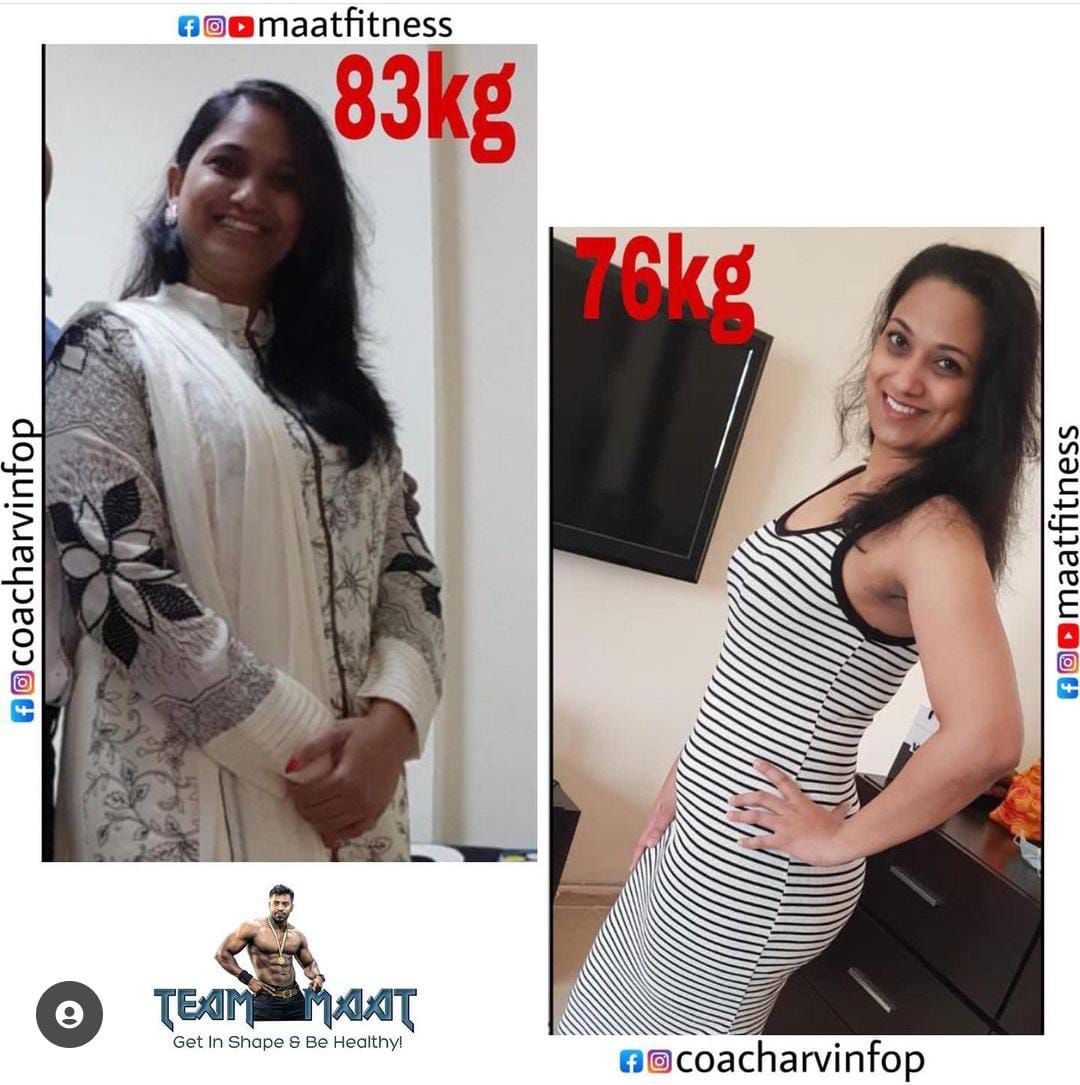 maatfitness
83kg
76kg
coacharvinfop
maatfitness
TEAM MAAT
Get In Shape & Be Healthy!
coacharvinfop